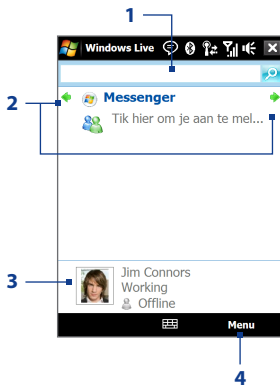 1
Windows Live
2
Messenger
Tik hier om je aan te mel...
3
Jim Connors
Working
Offline
Menu
4